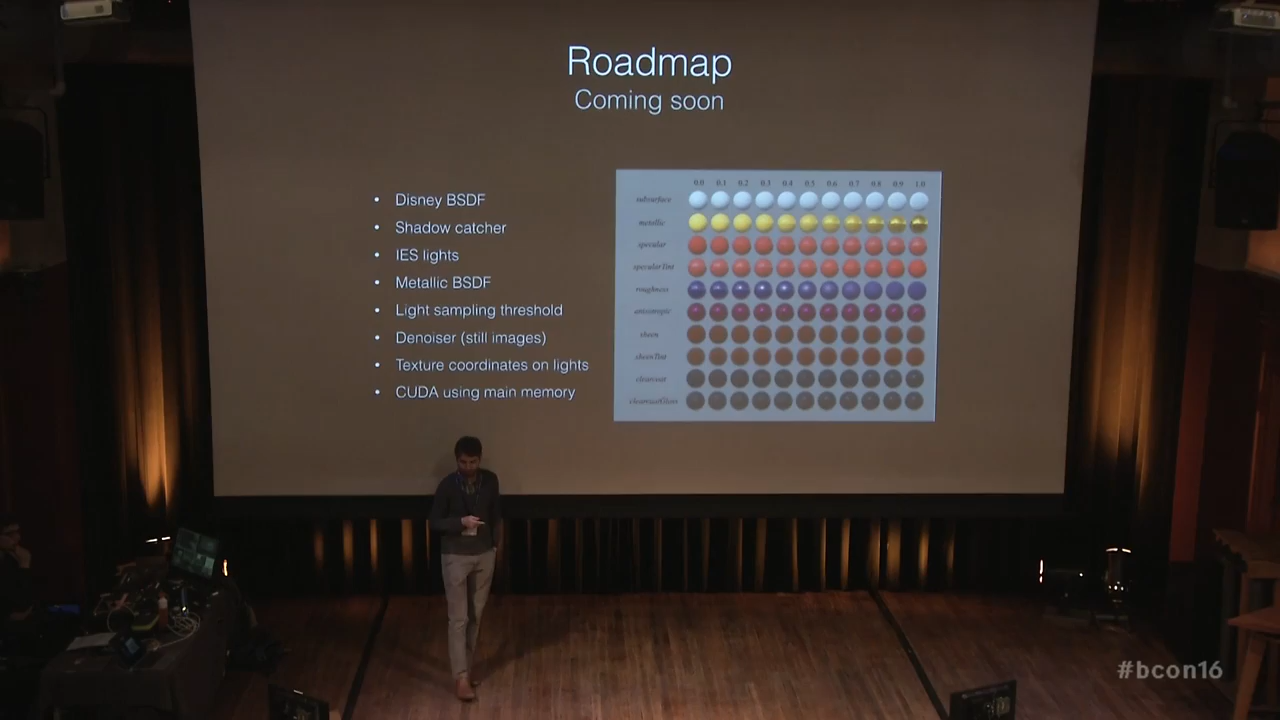 Roadmap
Coming soon
• Disney BSDF
• Shadow catcher
• IES lights
• Metallic BSDF
• Light sampling threshold
• Denoiser (still images)
• Texture coordinates on lights
• CUDA using main memory
0.0 0.1 0.2 0.3 0.4 0.5 0.6 0.7 0.8 0.9 1.0
subsurface
metallic
specular
specularTint
roughness
anisotropic
sheen
sheenTint
clearcoat
clearcoatGloss
#bcon16